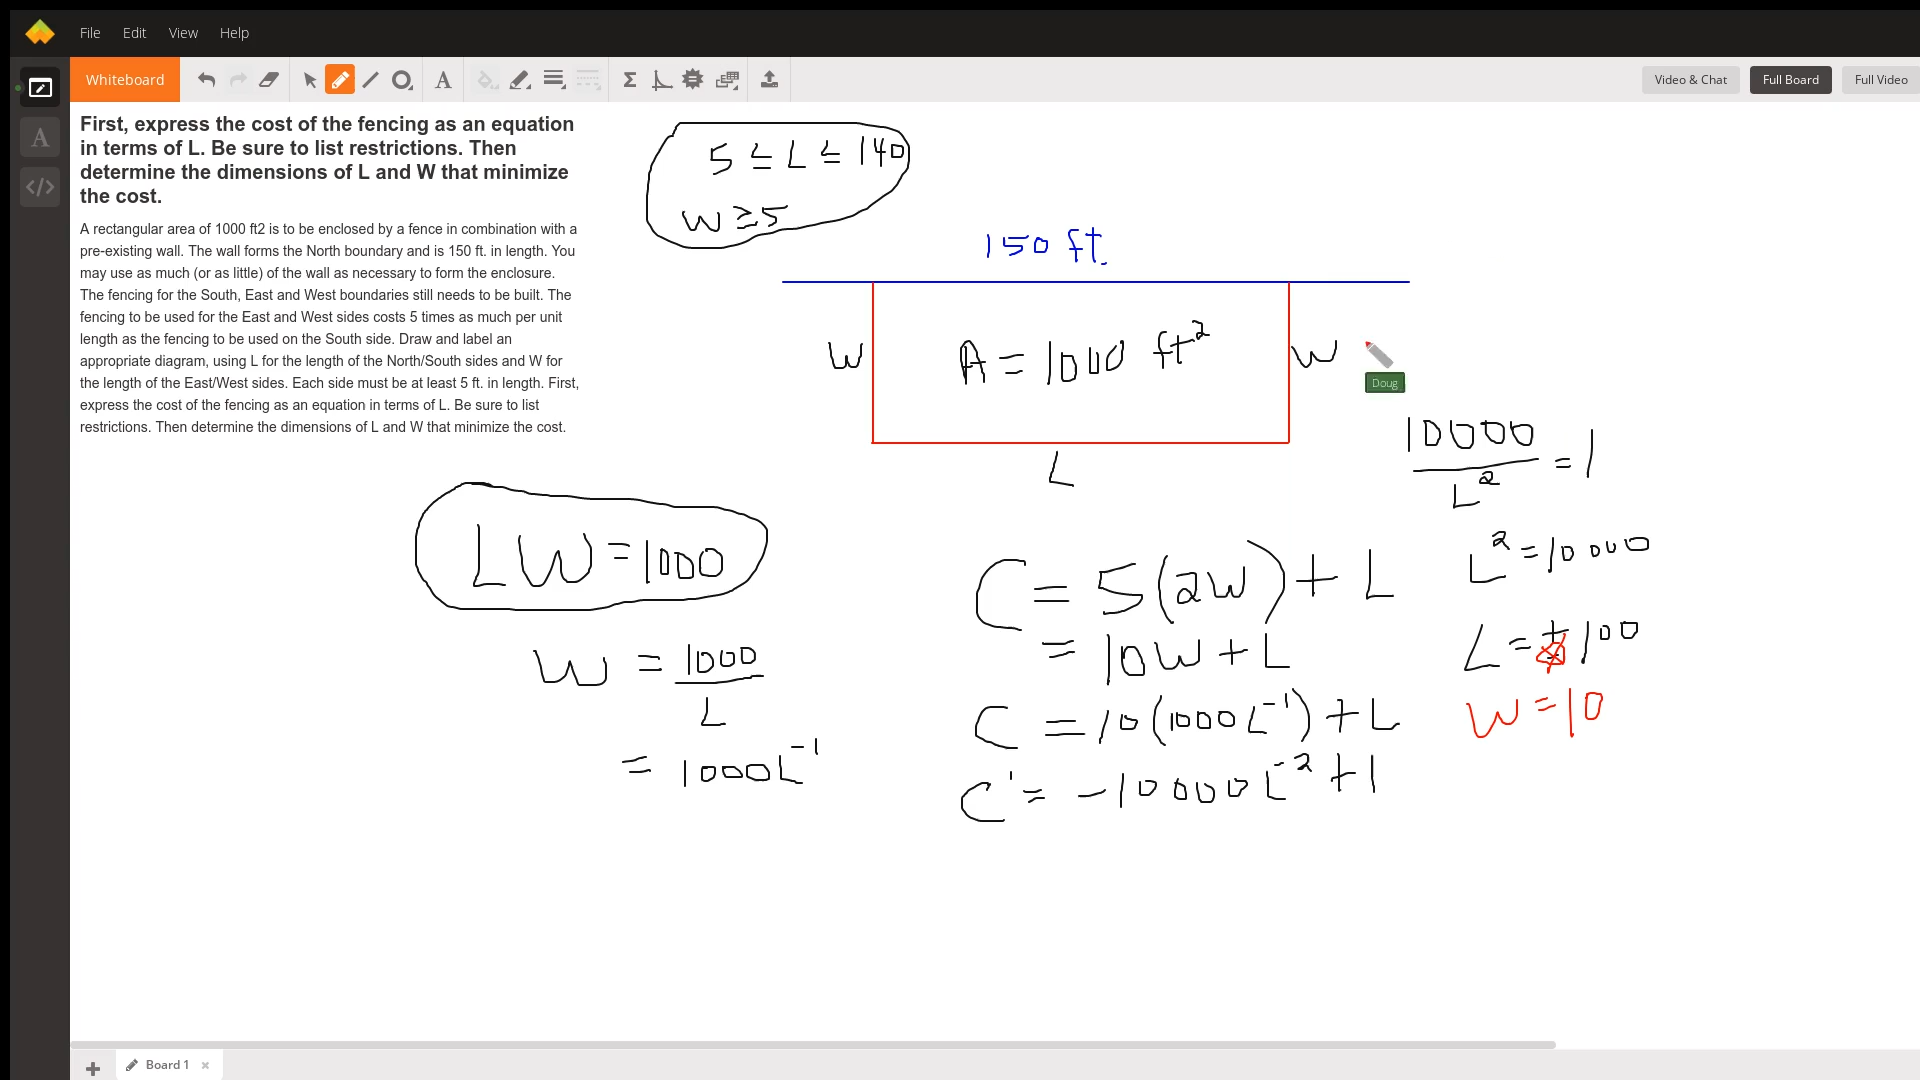 File Edit View Help
Whiteboard
A
Σ
Video & Chat Full Board Full Video
A
</>
First, express the cost of the fencing as an equation
in terms of L. Be sure to list restrictions. Then
determine the dimensions of L and W that minimize
the cost.
A rectangular area of 1000 ft2 is to be enclosed by a fence in combination with a
pre-existing wall. The wall forms the North boundary and is 150 ft. in length. You
may use as much (or as little) of the wall as necessary to form the enclosure.
The fencing for the South, East and West boundaries still needs to be built. The
fencing to be used for the East and West sides costs 5 times as much per unit
length as the fencing to be used on the South side. Draw and label an
appropriate diagram, using L for the length of the North/South sides and W for
the length of the East/West sides. Each side must be at least 5 ft. in length. First,
express the cost of the fencing as an equation in terms of L. Be sure to list
restrictions. Then determine the dimensions of L and W that minimize the cost.
5 ≤ L ≤ 140
W ≥ 5
150 ft.
W
A = 1000 ft²
W
Doug
L
LW = 1000
W = 1000/L
= 1000L⁻¹
C = 5(2W) + L
= 10W + L
C = 10(1000L⁻¹) + L
C' = -10000L⁻² + 1
10000/L² = 1
L² = 10000
L = ± 100
W = 10
+ Board 1 ×